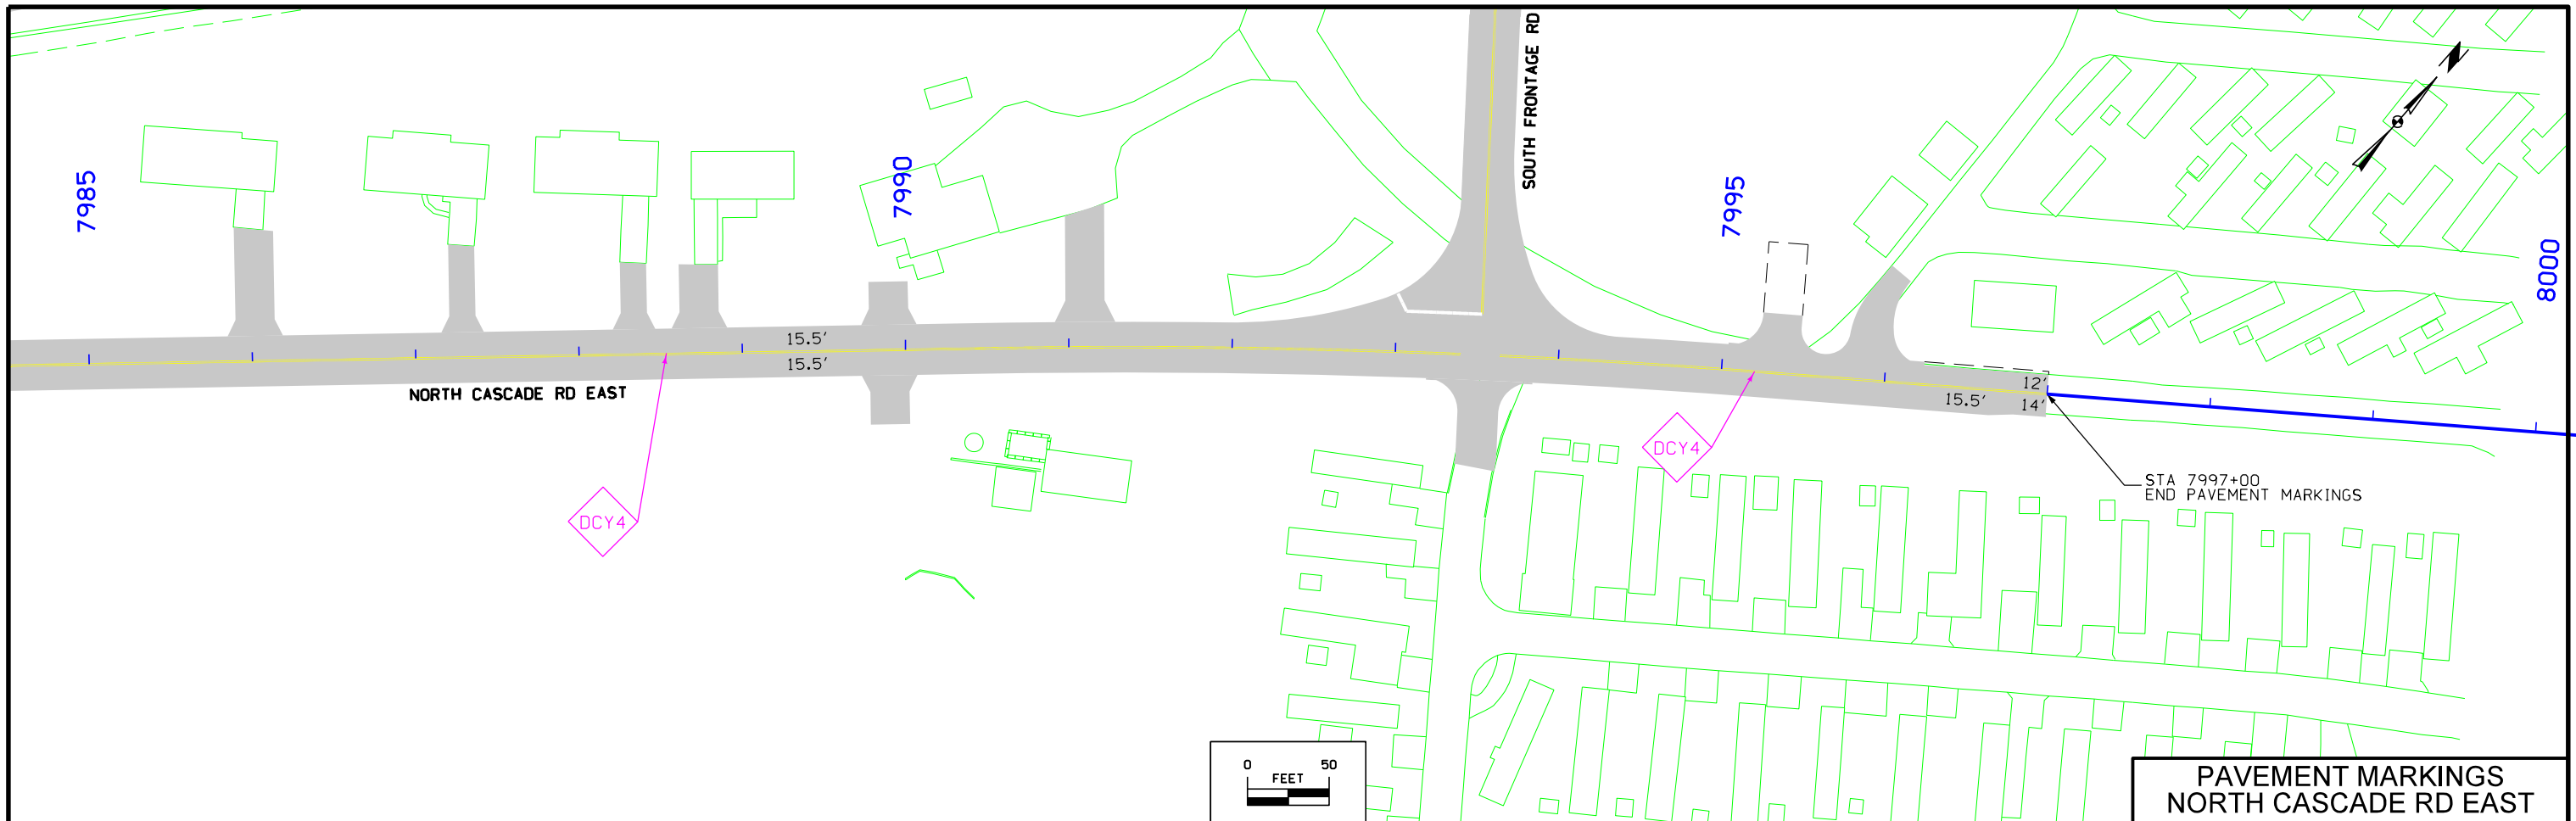 SOUTH FRONTAGE RD
7985
7990
7995
8000
15.5'
15.5'
NORTH CASCADE RD EAST
12'
15.5'
14'
DCY4
DCY4
STA 7997+00
END PAVEMENT MARKINGS
0 50
FEET
PAVEMENT MARKINGS
NORTH CASCADE RD EAST